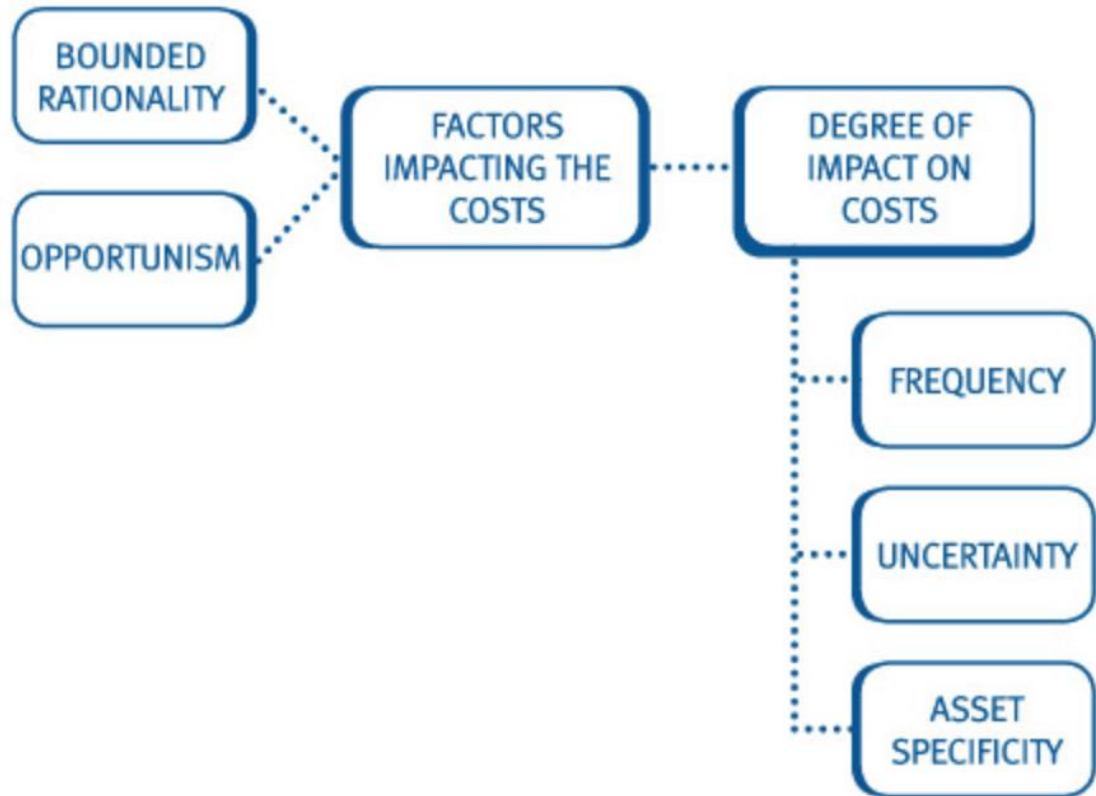 BOUNDED
RATIONALITY
OPPORTUNISM
FACTORS
IMPACTING THE
COSTS
DEGREE OF
IMPACT ON
COSTS
FREQUENCY
UNCERTAINTY
ASSET
SPECIFICITY